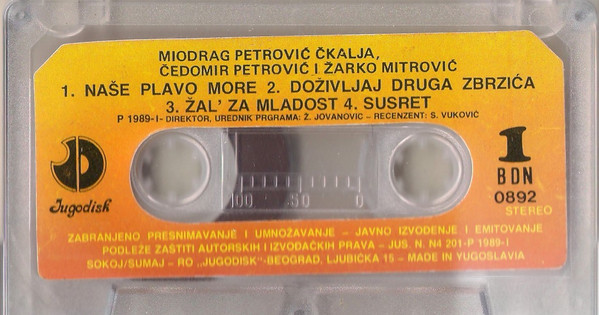 MIODRAG PETROVIĆ ČKALJA,
ČEDOMIR PETROVIĆ I ŽARKO MITROVIĆ
1. NAŠE PLAVO MORE 2. DOŽIVLJAJ DRUGA ZBRZIĆA
3. ŽAL' ZA MLADOST 4. SUSRET
P 1989-I- DIREKTOR, UREDNIK PRGRAMA: Ž. JOVANOVIC - RECENZENT: S. VUKOVIĆ
Jugodisk
1
BDN
0892
STEREO
100 50 0
ZABRANJENO PRESNIMAVANJE I UMNOŽAVANJE - JAVNO IZVOĐENJE I EMITOVANJE
PODLEŽE ZAŠTITI AUTORSKIH I IZVOĐAČKIH PRAVA - JUS. N. N4 201-P 1989-I
SOKOJ/SUMAJ - RO „JUGODISK"-BEOGRAD, LJUBIČKA 15 - MADE IN YUGOSLAVIA